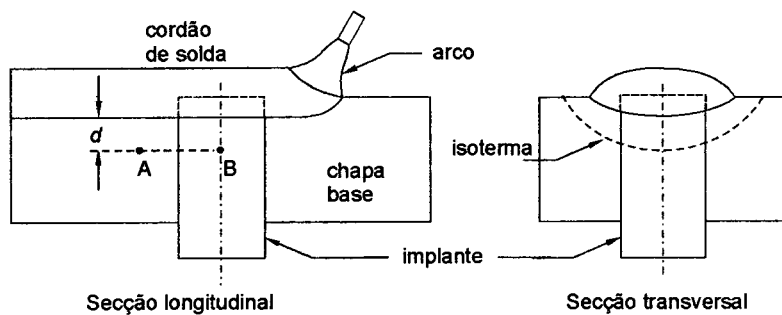 cordão
de solda
arco
d
A
B
chapa
base
isoterma
implante
Secção longitudinal
Secção transversal